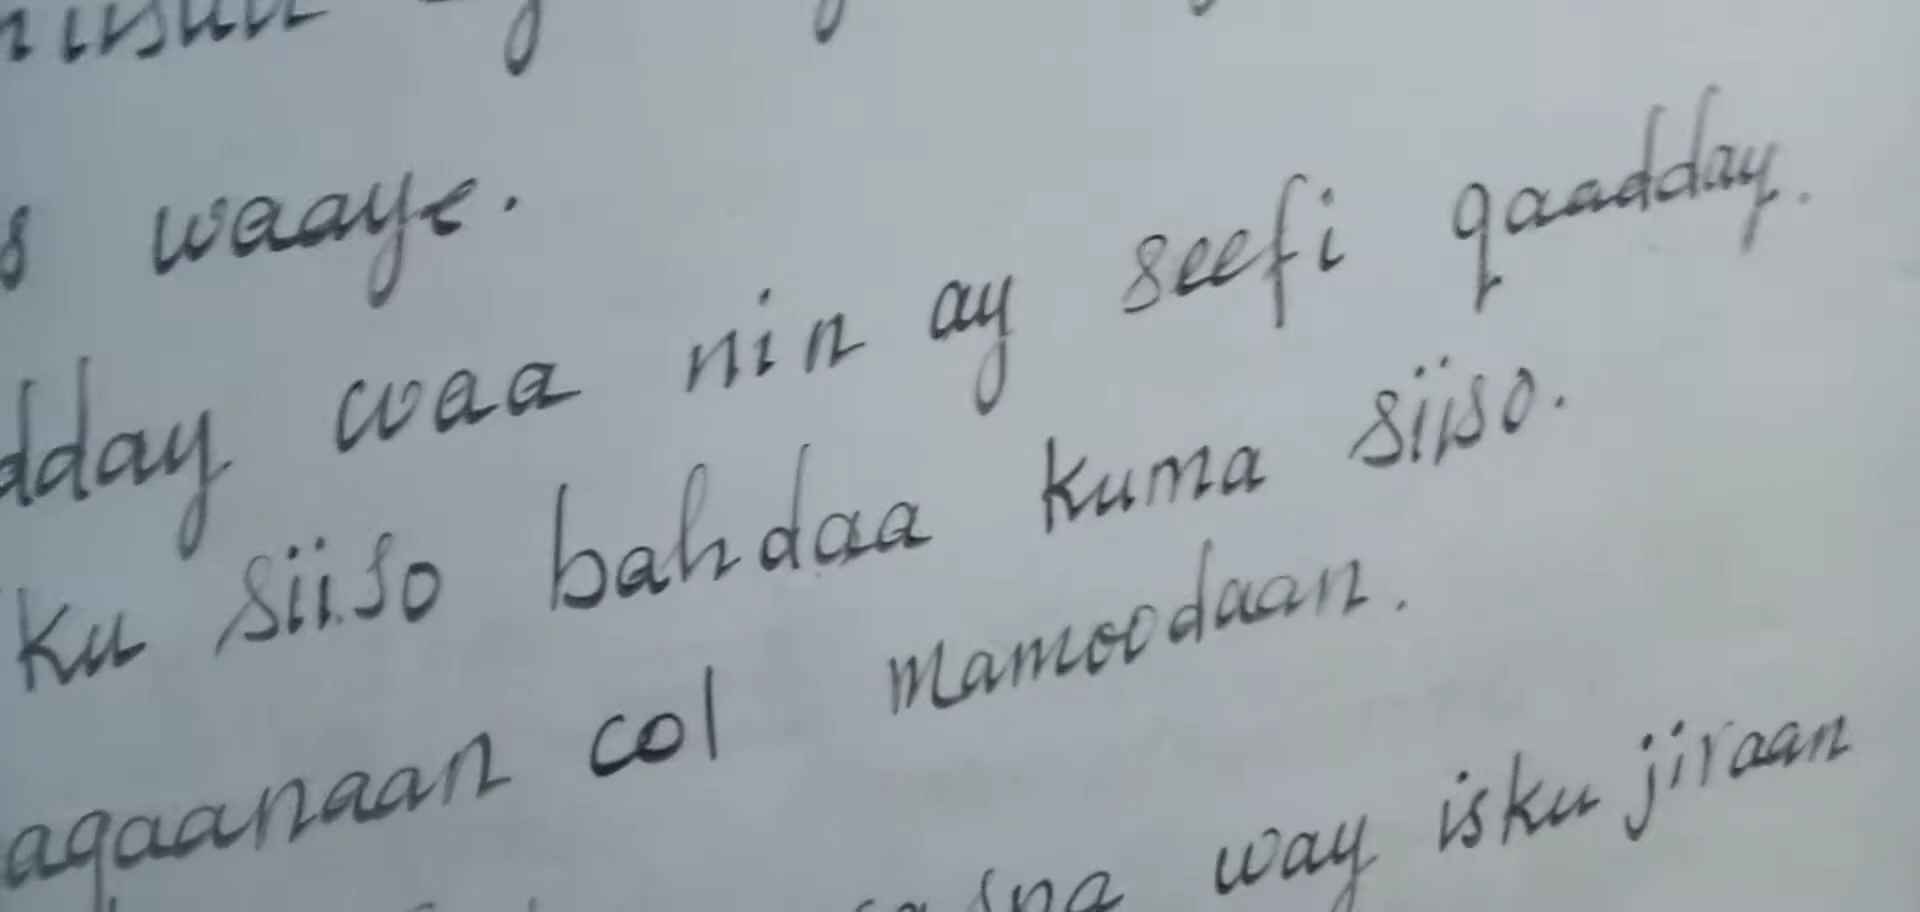 waaye.
dday waa nin ay seefi qaadday.
ku siiso bahdaa kuma siiso.
aqaanaan col mamoodaan.
way isku jiraan